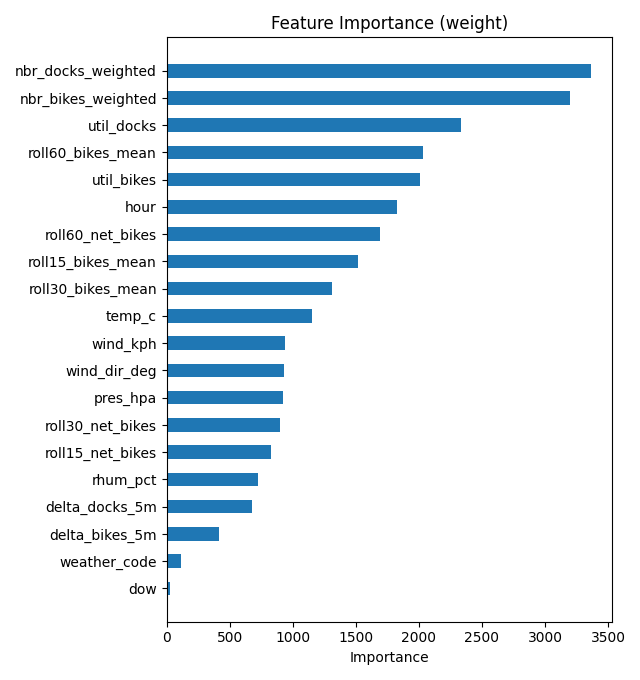 Feature Importance (weight)
nbr_docks_weighted
nbr_bikes_weighted
util_docks
roll60_bikes_mean
util_bikes
hour
roll60_net_bikes
roll15_bikes_mean
roll30_bikes_mean
temp_c
wind_kph
wind_dir_deg
pres_hpa
roll30_net_bikes
roll15_net_bikes
rhum_pct
delta_docks_5m
delta_bikes_5m
weather_code
dow
0 500 1000 1500 2000 2500 3000 3500
Importance